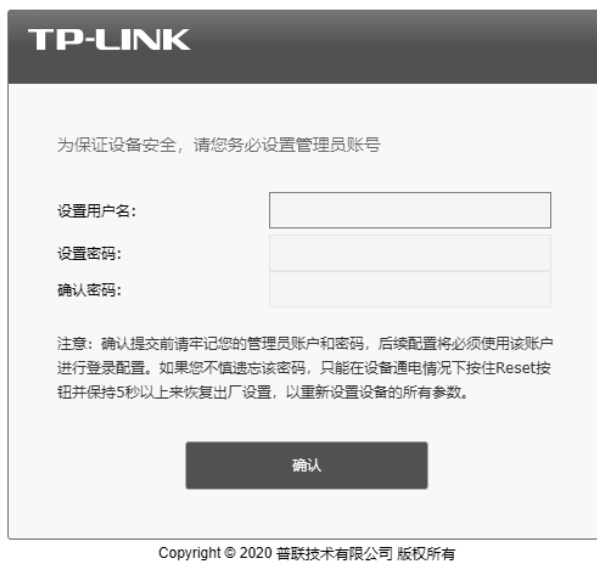 TP-LINK
为保证设备安全，请您务必设置管理员账号
设置用户名：
设置密码：
确认密码：
注意：确认提交前请牢记您的管理员账户和密码，后续配置将必须使用该账户
进行登录配置。如果您不慎遗忘该密码，只能在设备通电情况下按住Reset按
钮并保持5秒以上来恢复出厂设置，以重新设置设备的所有参数。
确认
Copyright © 2020 普联技术有限公司 版权所有